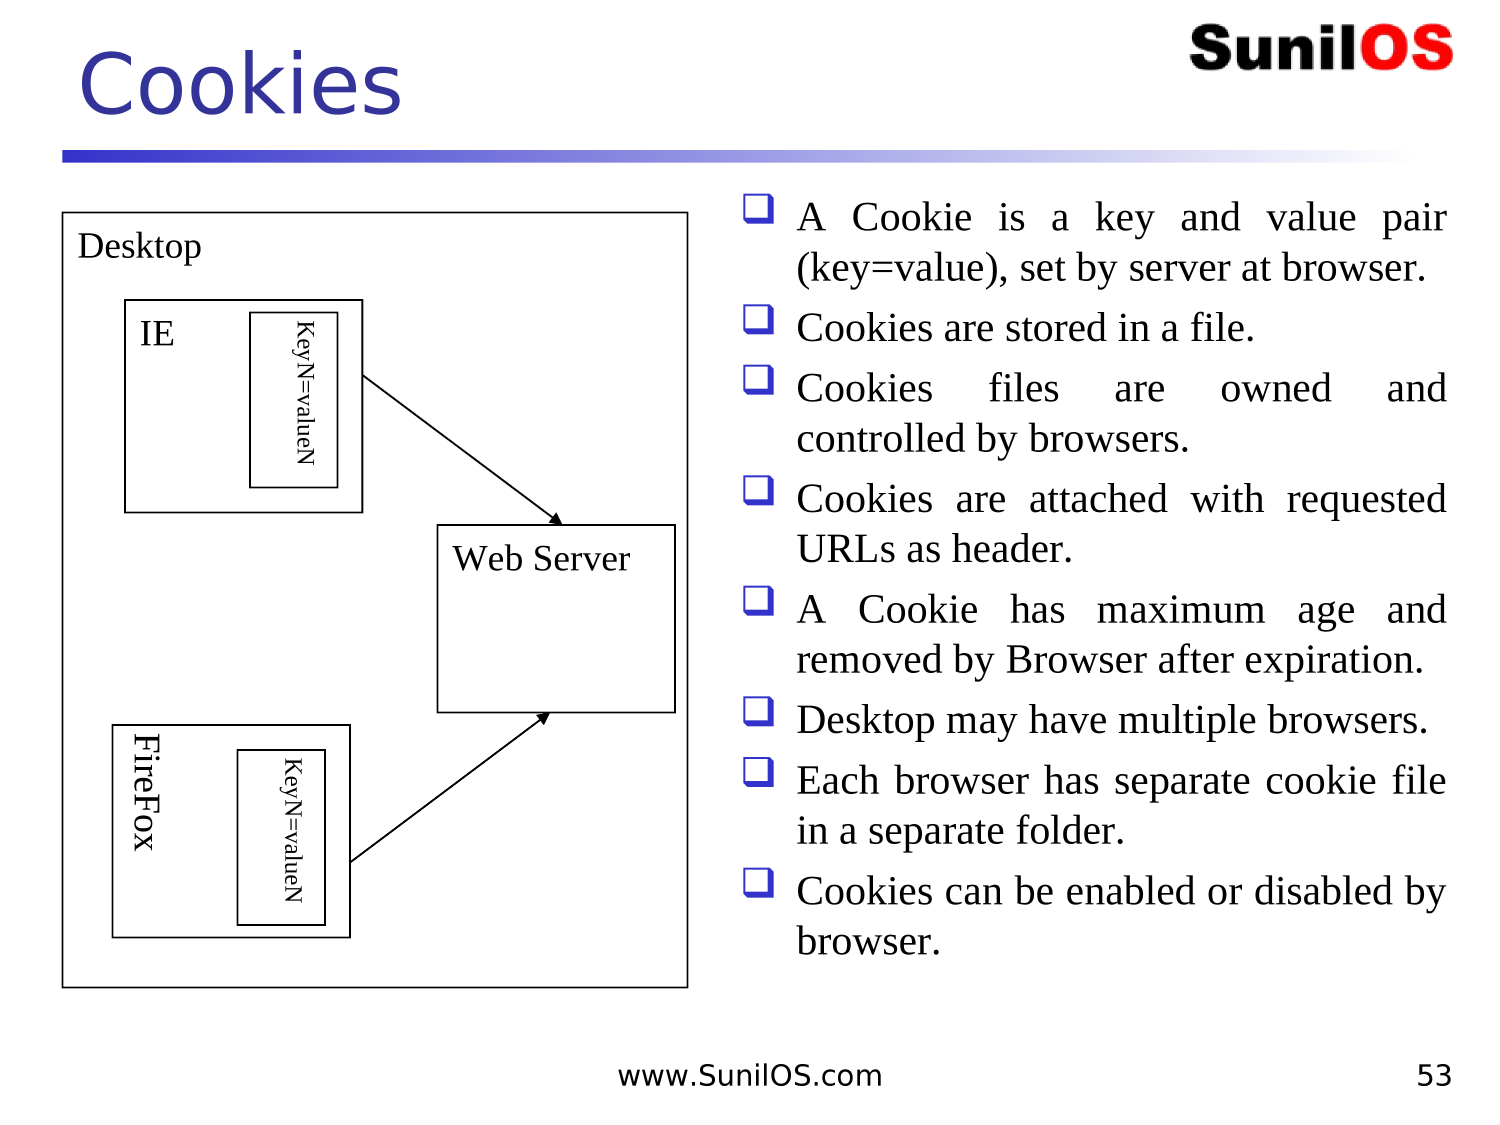 Cookies
SunilOS
Desktop
IE
KeyN=valueN
Web Server
FireFox
KeyN=valueN
A Cookie is a key and value pair
(key=value), set by server at browser.
Cookies are stored in a file.
Cookies files are owned and
controlled by browsers.
Cookies are attached with requested
URLs as header.
A Cookie has maximum age and
removed by Browser after expiration.
Desktop may have multiple browsers.
Each browser has separate cookie file
in a separate folder.
Cookies can be enabled or disabled by
browser.
www.SunilOS.com
53